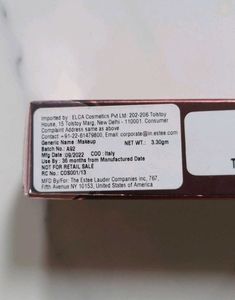 Imported by : ELCA Cosmetics Pvt Ltd. 202-206 Tolstoy
House, 15 Tolstoy Marg, New Delhi - 110001. Consumer
Complaint Address same as above
Contact :+91-22-61479800, Email: corporate@in.estee.com
Generic Name :Makeup NET WT.: 3.30gm
Batch No.: A92
Mfg Date :09/2022 COO :Italy
Use By : 36 months from Manufactured Date
NOT FOR RETAIL SALE
RC No.: COS001/13
MFG By/For: The Estee Lauder Companies Inc, 767,
Fifth Avenue NY 10153, United States of America